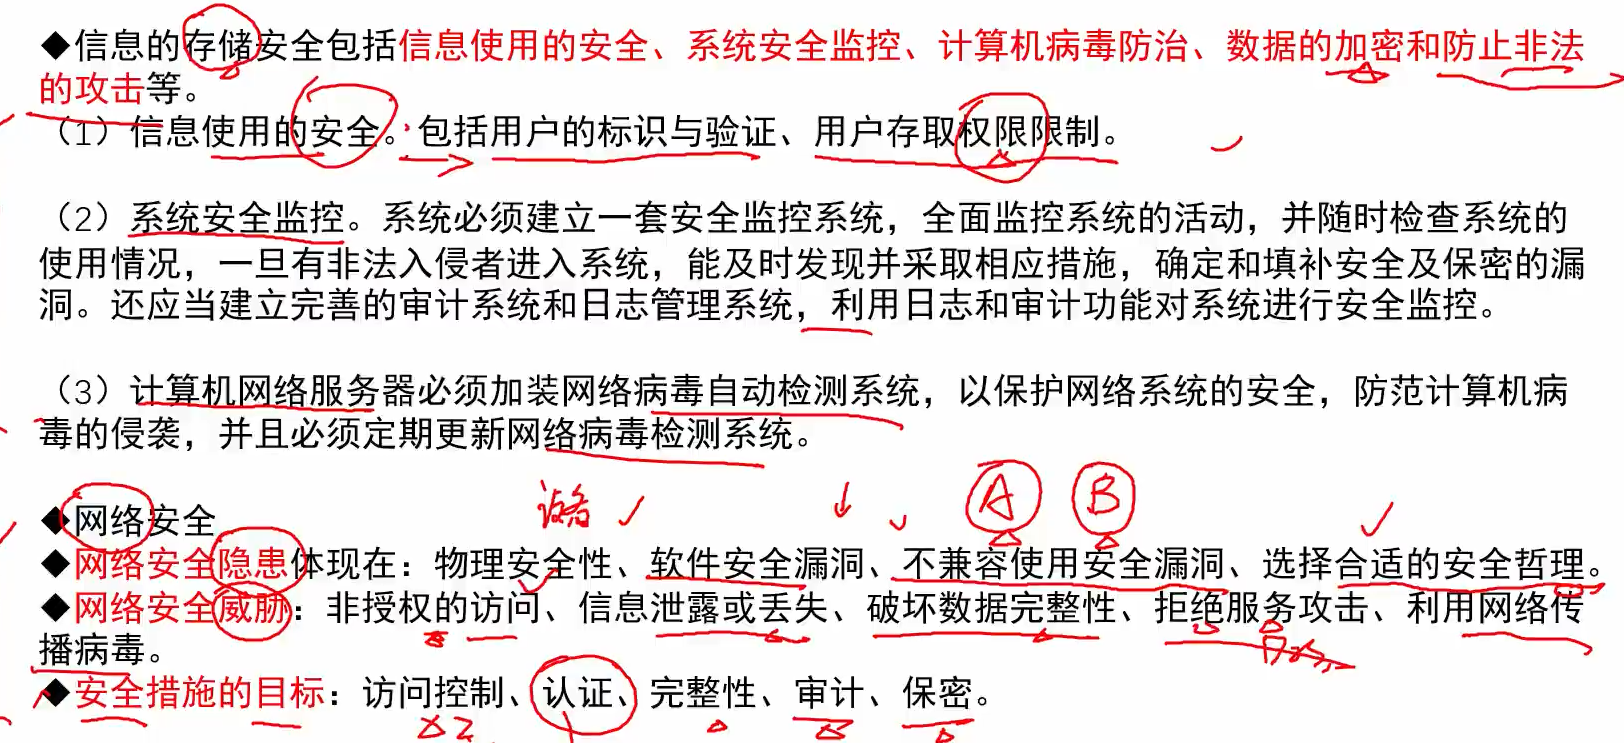 ◆信息的存储安全包括信息使用的安全、系统安全监控、计算机病毒防治、数据的加密和防止非法
的攻击等。
（1）信息使用的安全。包括用户的标识与验证、用户存取权限限制。
（2）系统安全监控。系统必须建立一套安全监控系统，全面监控系统的活动，并随时检查系统的
使用情况，一旦有非法入侵者进入系统，能及时发现并采取相应措施，确定和填补安全及保密的漏
洞。还应当建立完善的审计系统和日志管理系统，利用日志和审计功能对系统进行安全监控。
（3）计算机网络服务器必须加装网络病毒自动检测系统，以保护网络系统的安全，防范计算机病
毒的侵袭，并且必须定期更新网络病毒检测系统。
设备 A B
◆网络安全
◆网络安全隐患体现在：物理安全性、软件安全漏洞、不兼容使用安全漏洞、选择合适的安全哲理。
◆网络安全威胁：非授权的访问、信息泄露或丢失、破坏数据完整性、拒绝服务攻击、利用网络传
播病毒。
◆安全措施的目标：访问控制、认证、完整性、审计、保密。